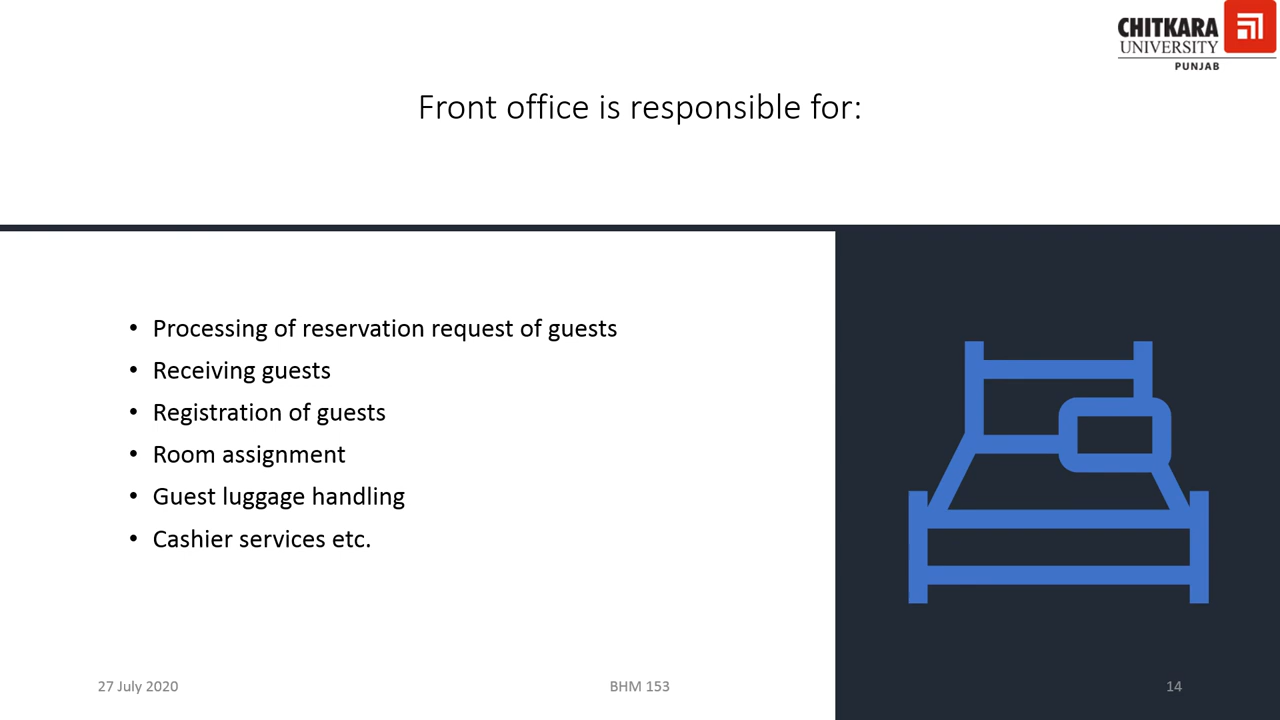 CHITKARA
UNIVERSITY
PUNJAB
Front office is responsible for:
• Processing of reservation request of guests
• Receiving guests
• Registration of guests
• Room assignment
• Guest luggage handling
• Cashier services etc.
27 July 2020
BHM 153
14